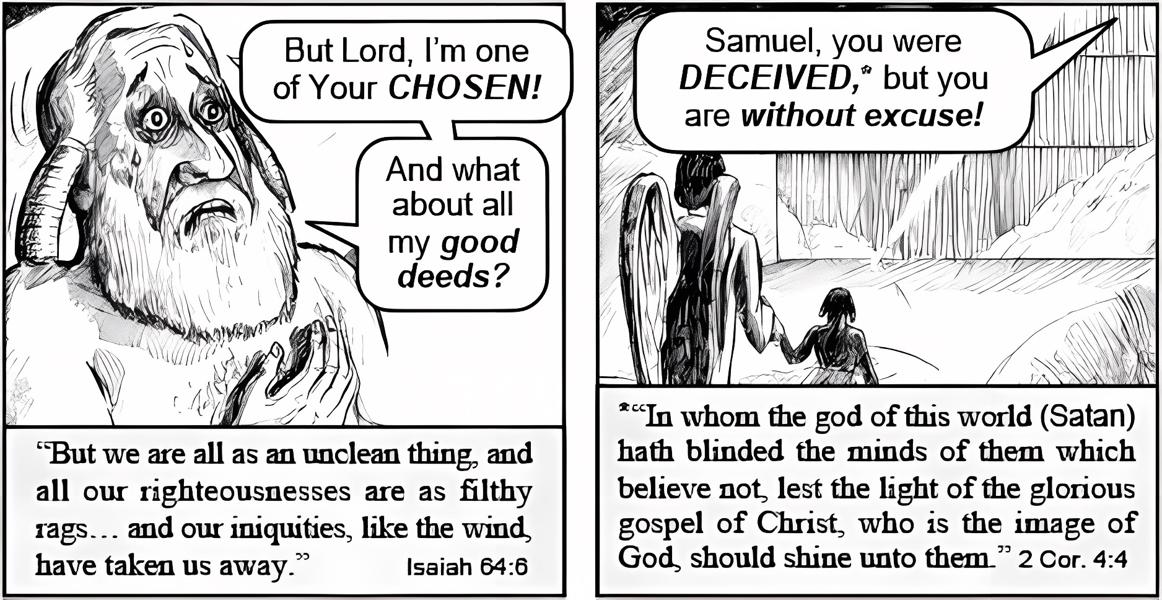 But Lord, I'm one
of Your CHOSEN!
And what
about all
my good
deeds?
"But we are all as an unclean thing, and
all our righteousnesses are as filthy
rags... and our iniquities, like the wind,
have taken us away." Isaiah 64:6
Samuel, you were
DECEIVED,* but you
are without excuse!
*"In whom the god of this world (Satan)
hath blinded the minds of them which
believe not, lest the light of the glorious
gospel of Christ, who is the image of
God, should shine unto them." 2 Cor. 4:4